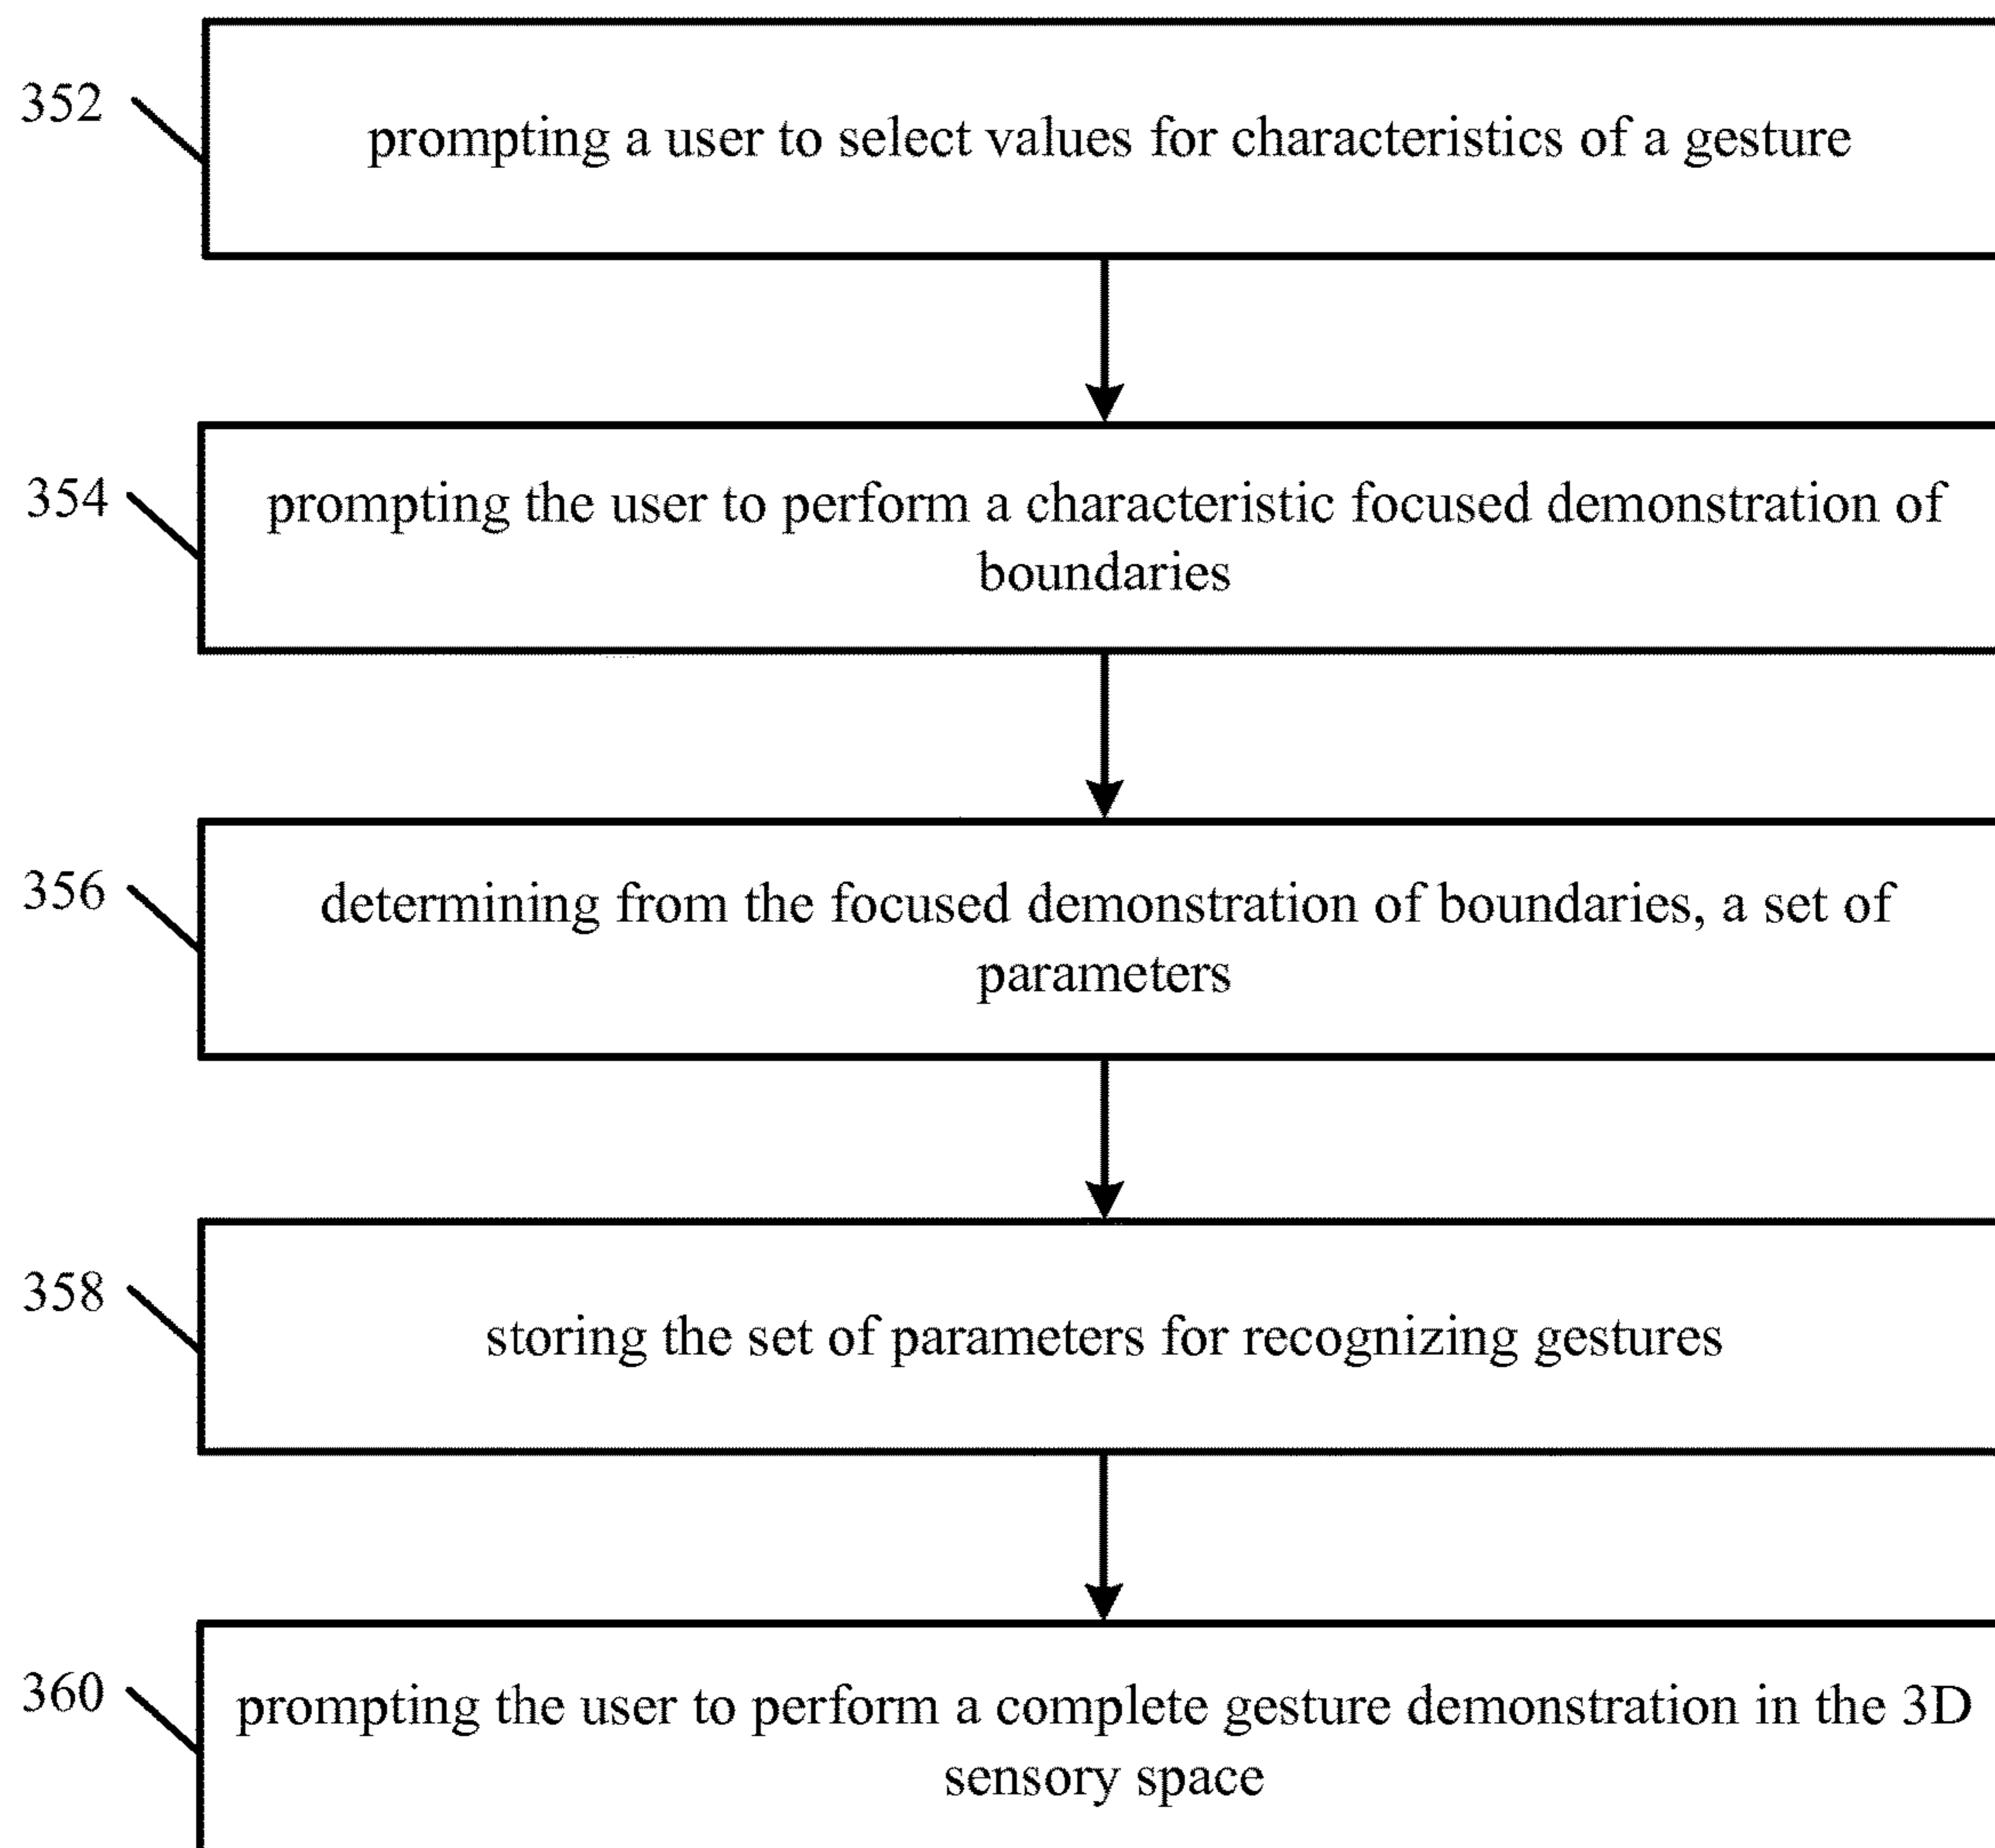 352
prompting a user to select values for characteristics of a gesture
354
prompting the user to perform a characteristic focused demonstration of
boundaries
356
determining from the focused demonstration of boundaries, a set of
parameters
358
storing the set of parameters for recognizing gestures
360
prompting the user to perform a complete gesture demonstration in the 3D
sensory space